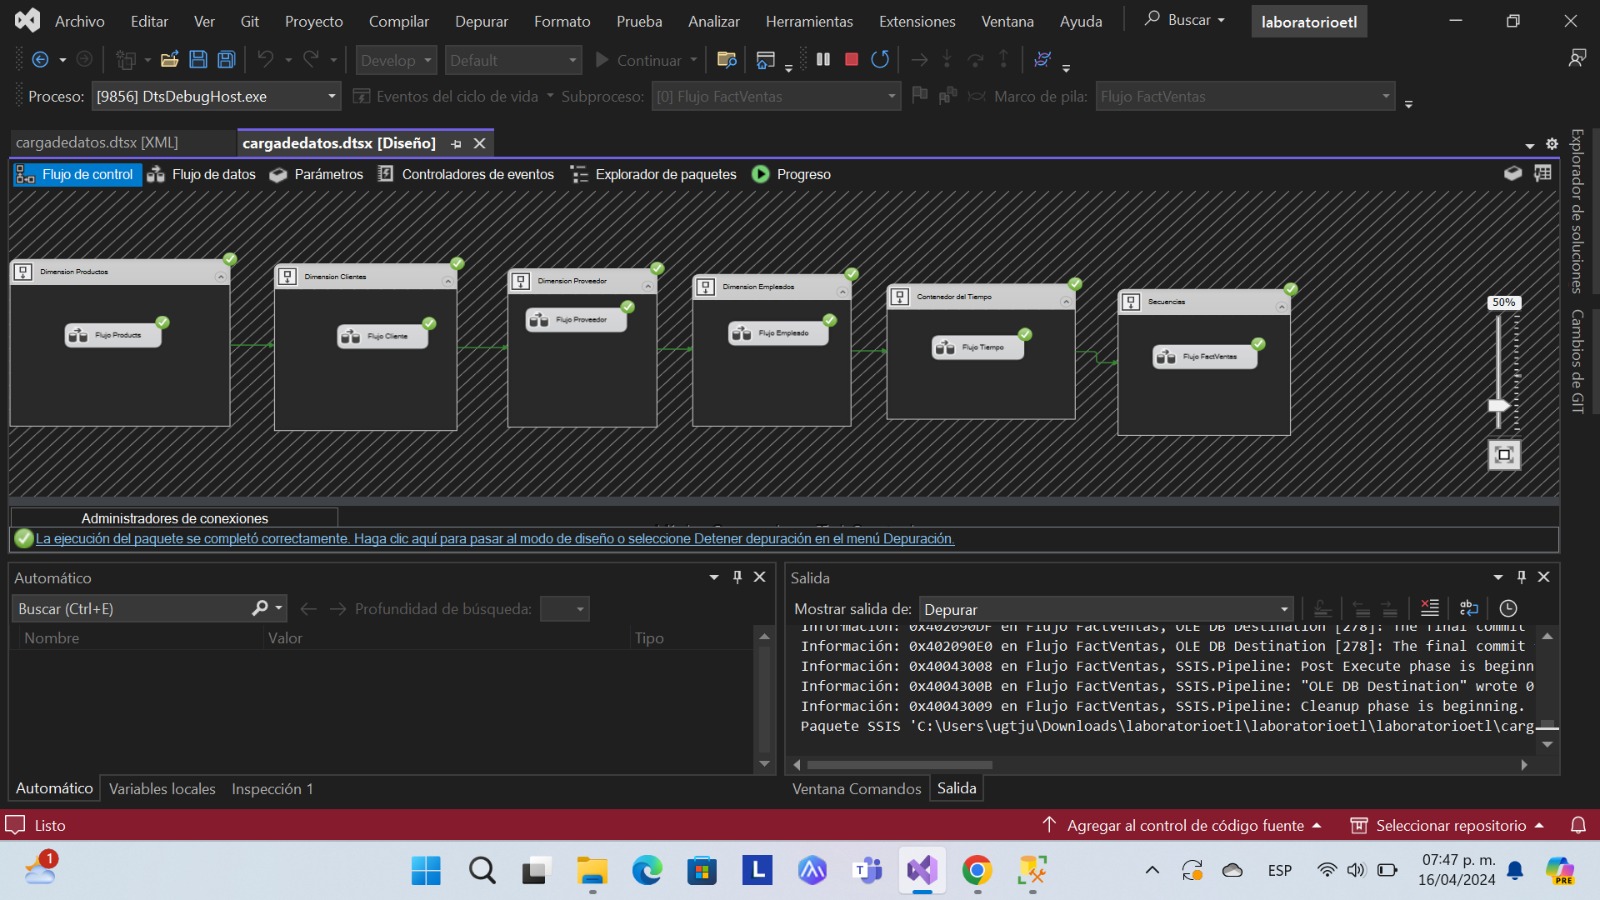 Archivo Editar Ver Git Proyecto Compilar Depurar Formato Prueba Analizar Herramientas Extensiones Ventana Ayuda Buscar laboratorioetl
Develop Default Continuar
Proceso: [9856] DtsDebugHost.exe Eventos del ciclo de vida Subproceso: [0] Flujo FactVentas Marco de pila: Flujo FactVentas
cargadedatos.dtsx [XML] cargadedatos.dtsx [Diseño]
Flujo de control Flujo de datos Parámetros Controladores de eventos Explorador de paquetes Progreso
Explorador de soluciones
Cambios de GIT
Dimension Productos
Flujo Products
Dimension Clientes
Flujo Cliente
Dimension Proveedor
Flujo Proveedor
Dimension Empleados
Flujo Empleado
Contenedor del Tiempo
Flujo Tiempo
Secuencias
Flujo FactVentas
50%
Administradores de conexiones
La ejecución del paquete se completó correctamente. Haga clic aquí para pasar al modo de diseño o seleccione Detener depuración en el menú Depuración.
Automático
Buscar (Ctrl+E) Profundidad de búsqueda:
Nombre Valor Tipo
Automático Variables locales Inspección 1
Salida
Mostrar salida de: Depurar
Información: 0x402090DF en Flujo FactVentas, OLE DB Destination [278]: The final commit
Información: 0x402090E0 en Flujo FactVentas, OLE DB Destination [278]: The final commit
Información: 0x40043008 en Flujo FactVentas, SSIS.Pipeline: Post Execute phase is beginn
Información: 0x4004300B en Flujo FactVentas, SSIS.Pipeline: "OLE DB Destination" wrote 0
Información: 0x40043009 en Flujo FactVentas, SSIS.Pipeline: Cleanup phase is beginning.
Paquete SSIS 'C:\Users\ugtju\Downloads\laboratorioetl\laboratorioetl\laboratorioetl\carg
Ventana Comandos Salida
Listo Agregar al control de código fuente Seleccionar repositorio
1 L T ESP 07:47 p. m.
16/04/2024
PRE